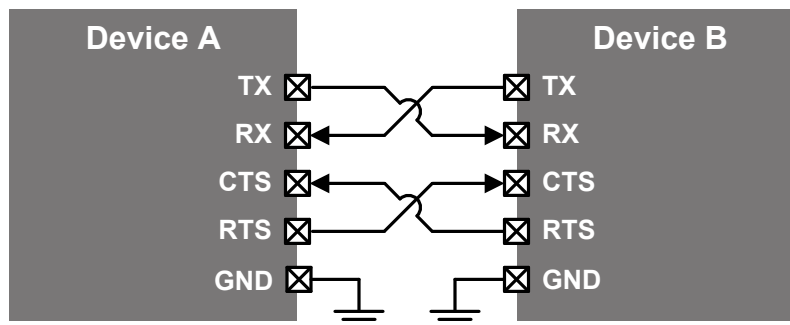 Device A Device B
TX TX
RX RX
CTS CTS
RTS RTS
GND GND